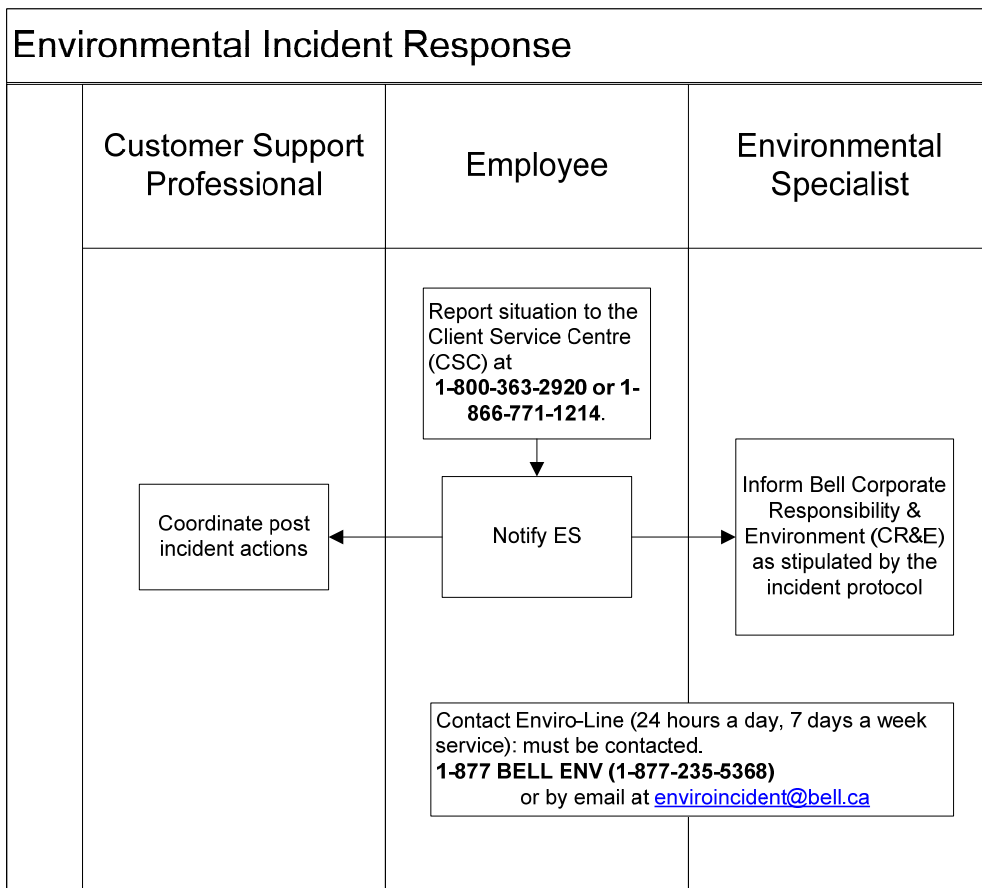 Environmental Incident Response
Customer Support
Professional
Employee
Environmental
Specialist
Report situation to the
Client Service Centre
(CSC) at
1-800-363-2920 or 1-
866-771-1214.
Coordinate post
incident actions
Notify ES
Inform Bell Corporate
Responsibility &
Environment (CR&E)
as stipulated by the
incident protocol
Contact Enviro-Line (24 hours a day, 7 days a week
service): must be contacted.
1-877 BELL ENV (1-877-235-5368)
or by email at enviroincident@bell.ca